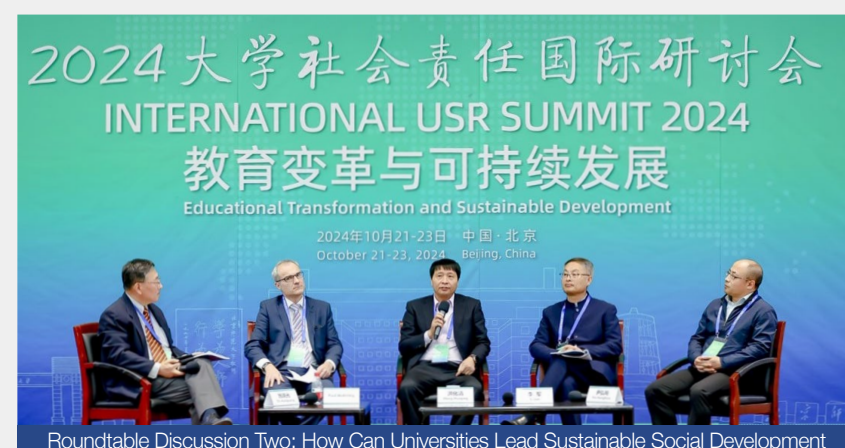 2024大学社会责任国际研讨会
INTERNATIONAL USR SUMMIT 2024
教育变革与可持续发展
Educational Transformation and Sustainable Development
2024年10月21-23日 中国·北京
October 21-23, 2024 Beijing, China
Roundtable Discussion Two: How Can Universities Lead Sustainable Social Development